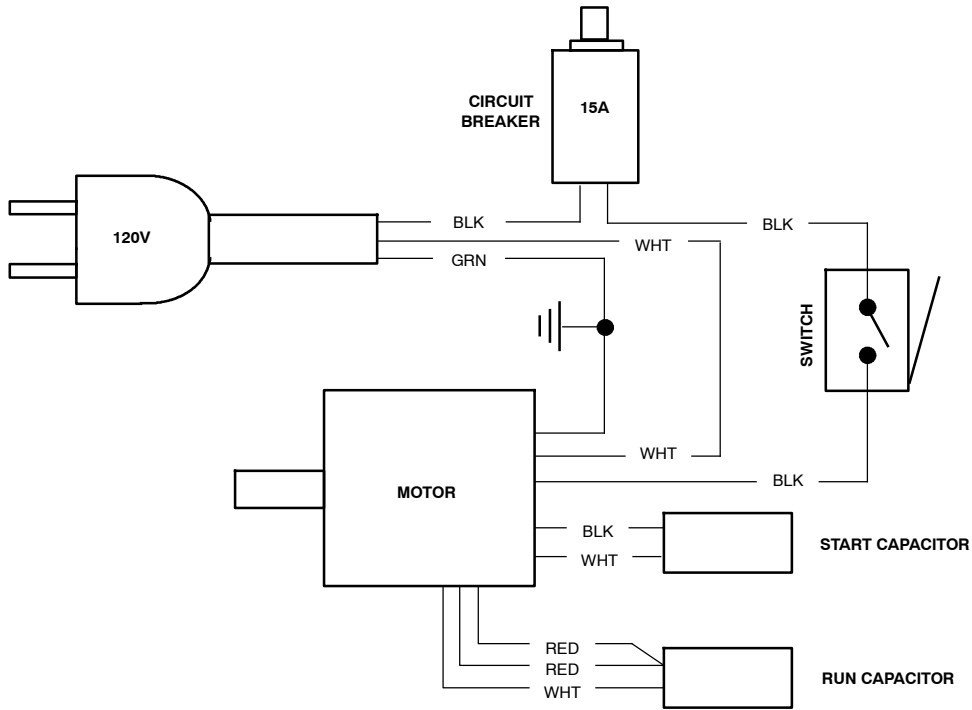 CIRCUIT
BREAKER
15A
120V
BLK
BLK
WHT
GRN
SWITCH
WHT
BLK
MOTOR
BLK
WHT
START CAPACITOR
RED
RED
WHT
RUN CAPACITOR